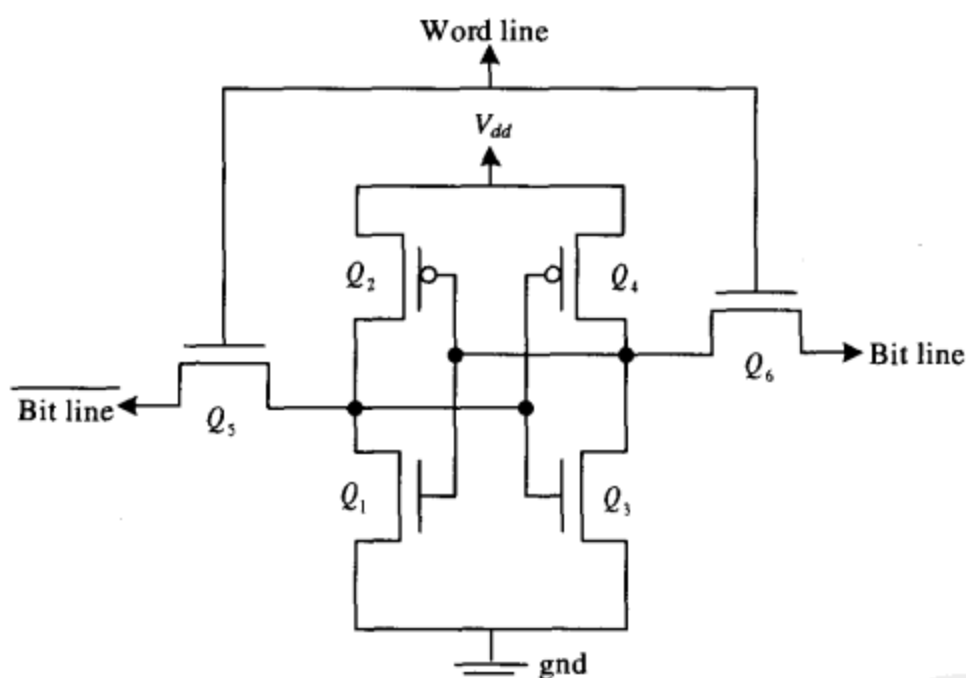 Word line
V_dd
Q_2
Q_4
Bit line
Q_6
Bit line
Q_5
Q_1
Q_3
gnd